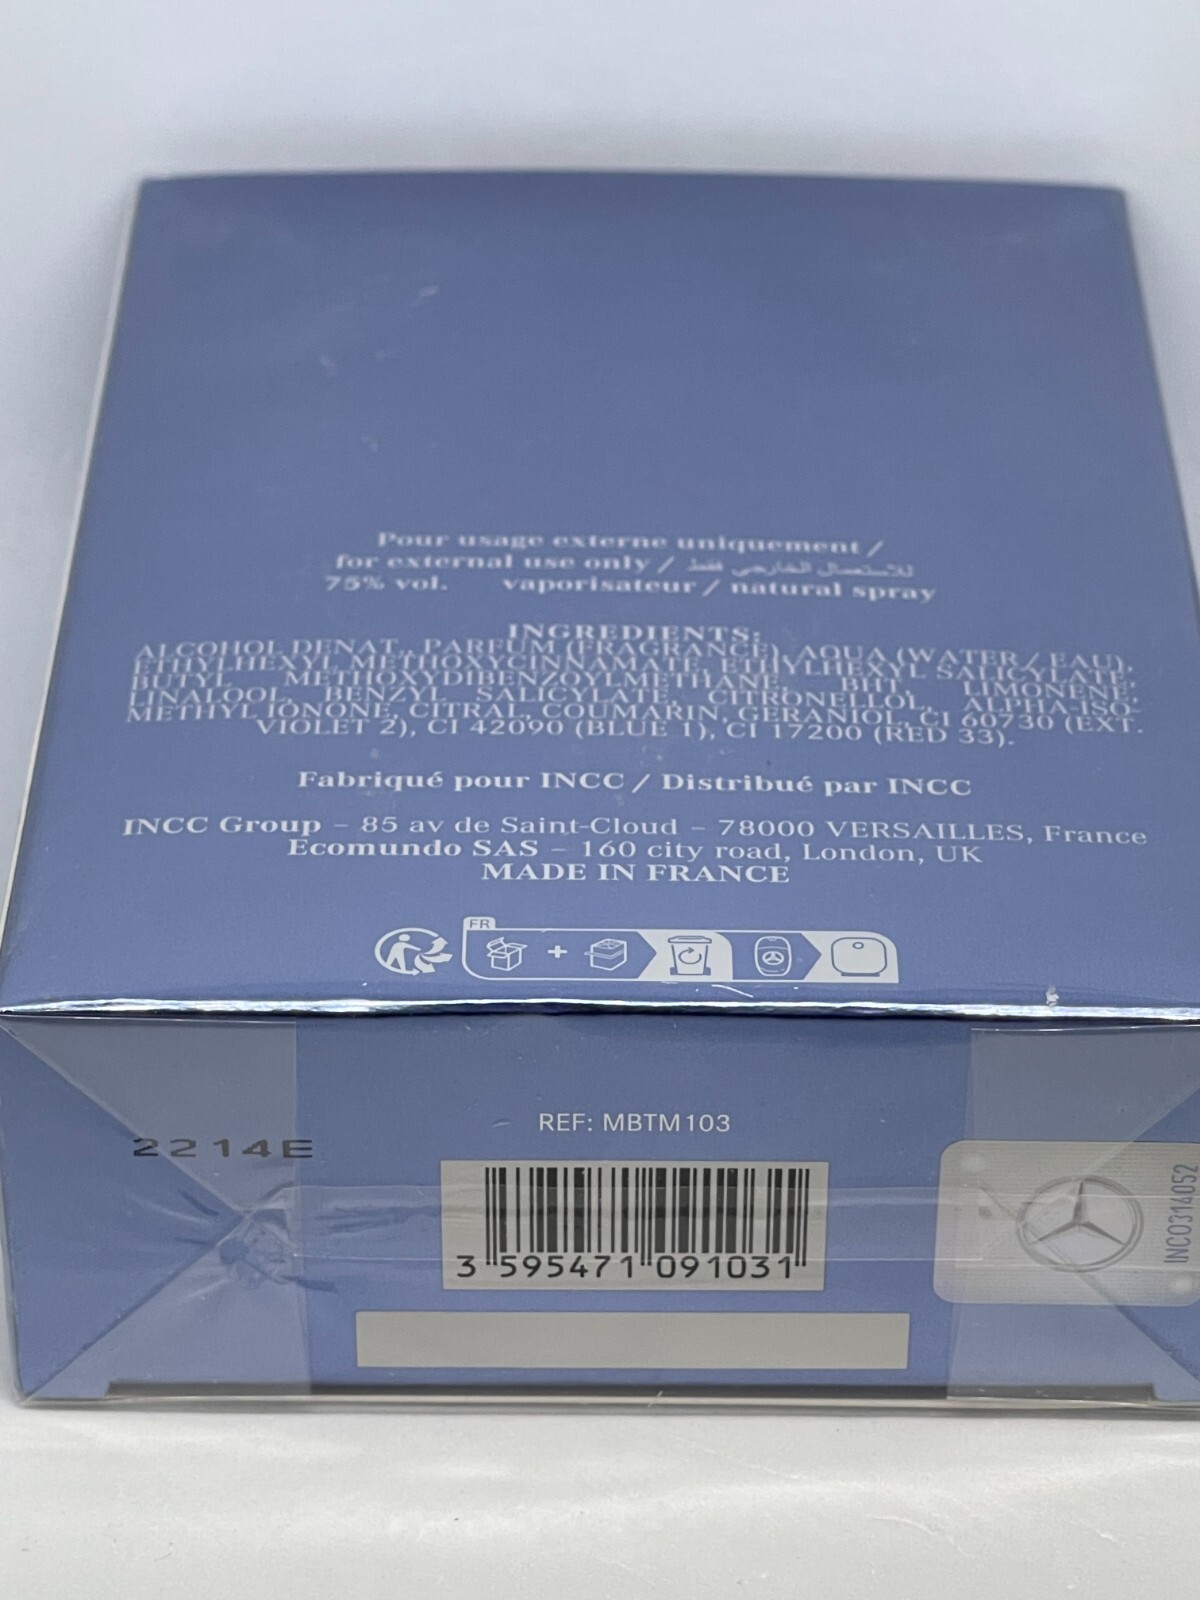 Pour usage externe uniquement /
for external use only / للاستعمال الخارجي فقط
75% vol. vaporisateur / natural spray
INGREDIENTS:
ALCOHOL DENAT., PARFUM (FRAGRANCE), AQUA (WATER / EAU),
ETHYLHEXYL METHOXYCINNAMATE, ETHYLHEXYL SALICYLATE,
BUTYL METHOXYDIBENZOYLMETHANE, BHT, LIMONENE,
LINALOOL, BENZYL SALICYLATE, CITRONELLOL, ALPHA-ISO-
METHYL IONONE, CITRAL, COUMARIN, GERANIOL, CI 60730 (EXT.
VIOLET 2), CI 42090 (BLUE 1), CI 17200 (RED 33).
Fabriqué pour INCC / Distribué par INCC
INCC Group – 85 av de Saint-Cloud – 78000 VERSAILLES, France
Ecomundo SAS – 160 city road, London, UK
MADE IN FRANCE
FR
REF: MBTM103
2214E
3 595471 091031
INC0314052